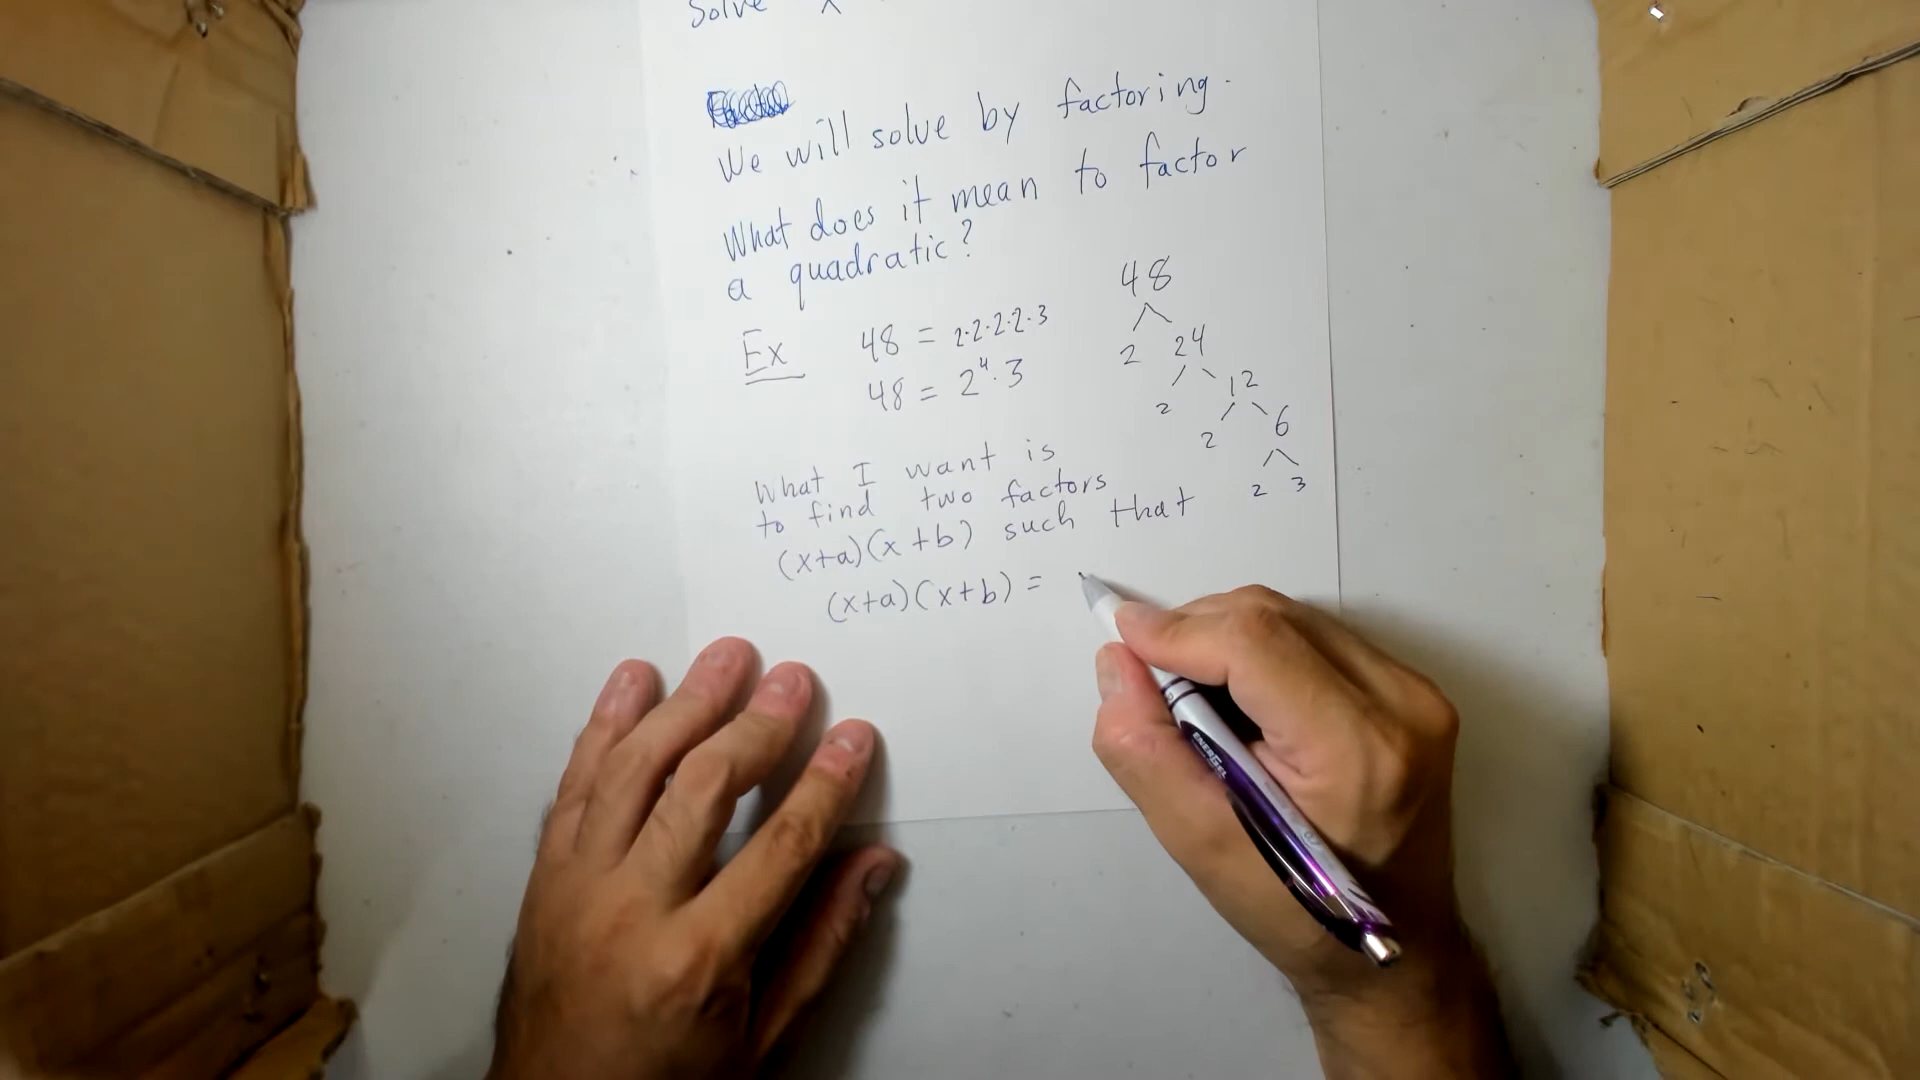 Solve x
We will solve by factoring.
What does it mean to factor
a quadratic?
Ex
48 = 2·2·2·2·3
48 = 2⁴·3
48
2 24
2 12
2 6
2 3
What I want is
to find two factors
(x+a)(x+b) such that
(x+a)(x+b) =
ENERGEL